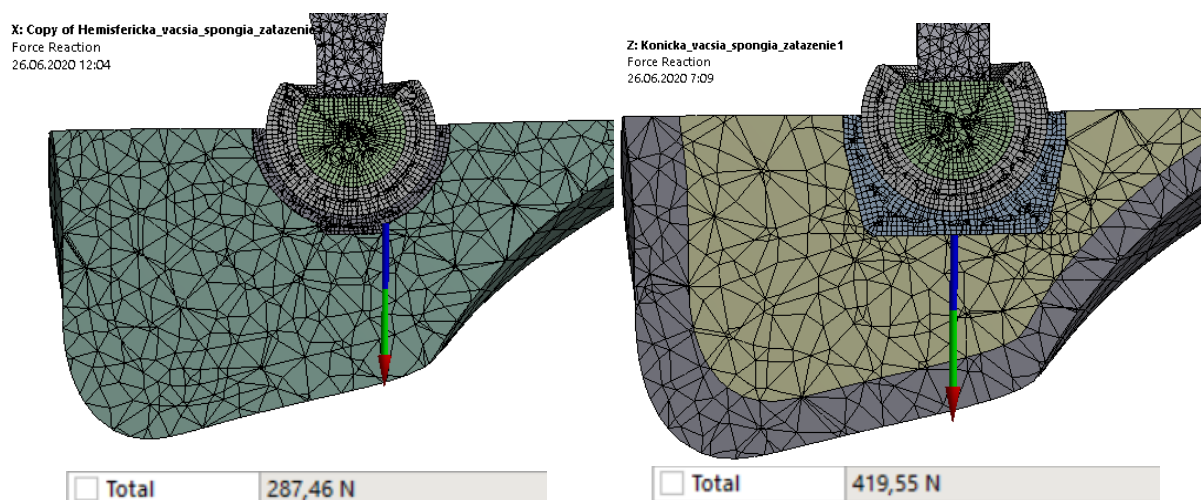 X: Copy of Hemisfericka_vacsia_spongia_zatazenie
Force Reaction
26.06.2020 12:04
Total 287,46 N
Z: Konicka_vacsia_spongia_zatazenie1
Force Reaction
26.06.2020 7:09
Total 419,55 N